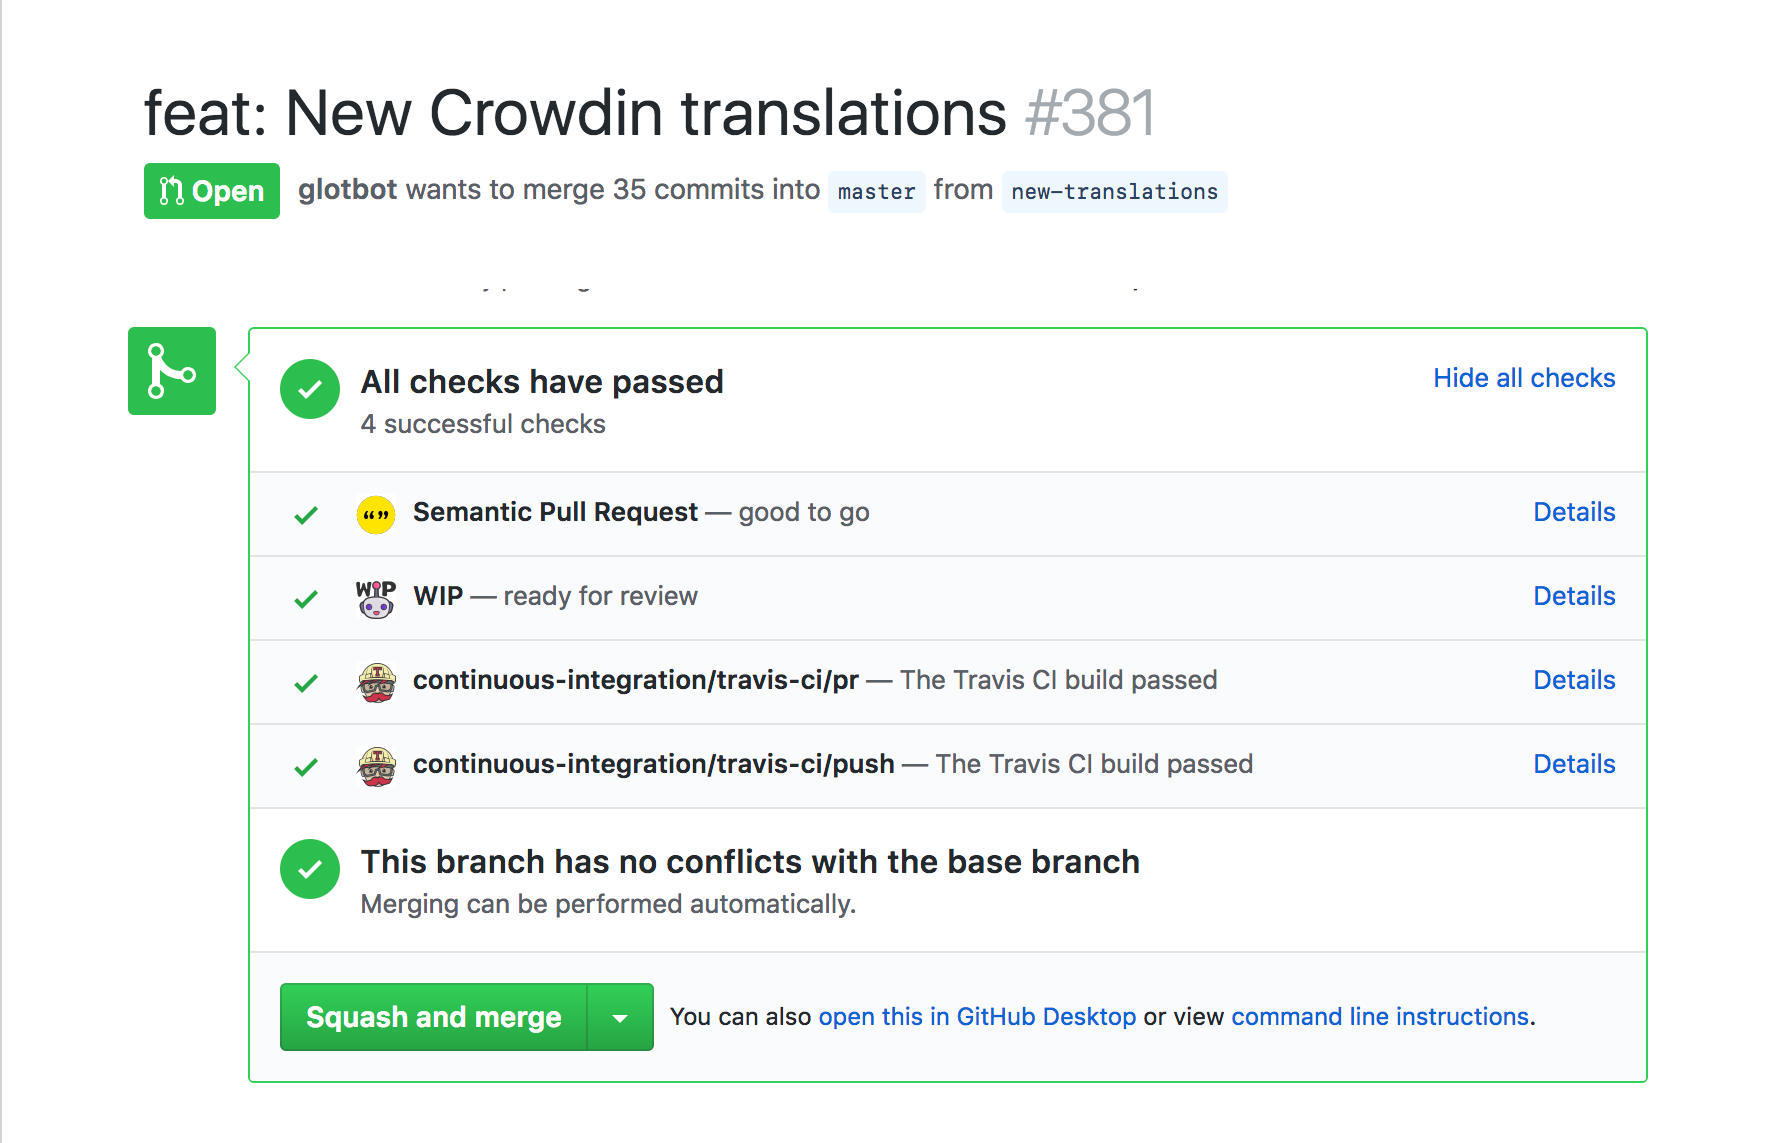 feat: New Crowdin translations #381
Open glotbot wants to merge 35 commits into master from new-translations
All checks have passed
Hide all checks
4 successful checks
“” Semantic Pull Request — good to go Details
WIP WIP — ready for review Details
T continuous-integration/travis-ci/pr — The Travis CI build passed Details
T continuous-integration/travis-ci/push — The Travis CI build passed Details
This branch has no conflicts with the base branch
Merging can be performed automatically.
Squash and merge You can also open this in GitHub Desktop or view command line instructions.